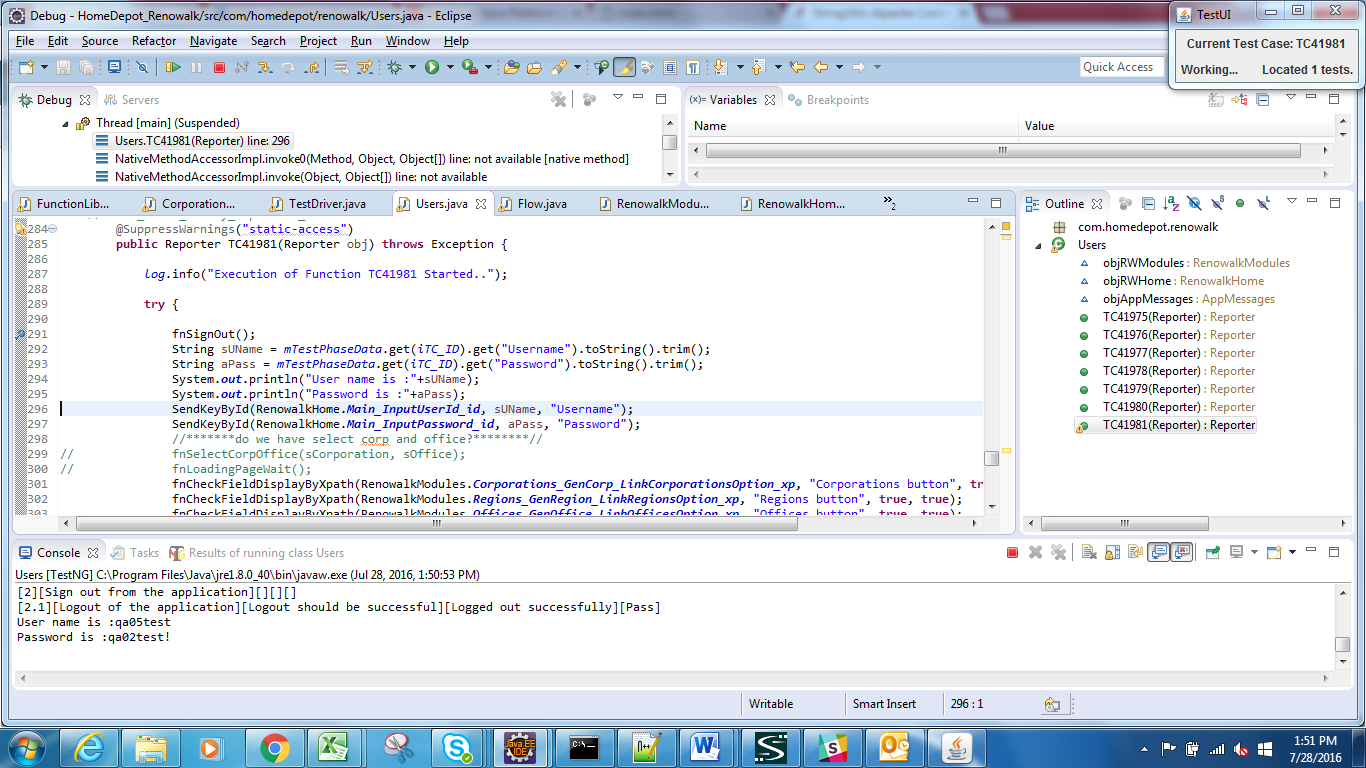 Debug - HomeDepot_Renowalk/src/com/homedepot/renowalk/Users.java - Eclipse
File Edit Source Refactor Navigate Search Project Run Window Help
TestUI
Current Test Case: TC41981
Working... Located 1 tests.
Quick Access
Debug Servers
Thread [main] (Suspended)
Users.TC41981(Reporter) line: 296
NativeMethodAccessorImpl.invoke0(Method, Object, Object[]) line: not available [native method]
NativeMethodAccessorImpl.invoke(Object, Object[]) line: not available
(x)= Variables Breakpoints
Name Value
FunctionLib... Corporation... TestDriver.java Users.java Flow.java RenowalkModu... RenowalkHom... »2
284 @SuppressWarnings("static-access")
285 public Reporter TC41981(Reporter obj) throws Exception {
286
287 log.info("Execution of Function TC41981 Started..");
288
289 try {
290
291 fnSignOut();
292 String sUName = mTestPhaseData.get(iTC_ID).get("Username").toString().trim();
293 String aPass = mTestPhaseData.get(iTC_ID).get("Password").toString().trim();
294 System.out.println("User name is :"+sUName);
295 System.out.println("Password is :"+aPass);
296 SendKeyById(RenowalkHome.Main_InputUserId_id, sUName, "Username");
297 SendKeyById(RenowalkHome.Main_InputPassword_id, aPass, "Password");
298 //*******do we have select corp and office?********//
299 // fnSelectCorpOffice(sCorporation, sOffice);
300 // fnLoadingPageWait();
301 fnCheckFieldDisplayByXpath(RenowalkModules.Corporations_GenCorp_LinkCorporationsOption_xp, "Corporations button", tr
302 fnCheckFieldDisplayByXpath(RenowalkModules.Regions_GenRegion_LinkRegionsOption_xp, "Regions button", true, true);
303 fnCheckFieldDisplayByXpath(RenowalkModules.Offices_GenOffice_LinkOfficesOption_xp, "Offices button", true, true);
Outline
com.homedepot.renowalk
Users
objRWModules : RenowalkModules
objRWHome : RenowalkHome
objAppMessages : AppMessages
TC41975(Reporter) : Reporter
TC41976(Reporter) : Reporter
TC41977(Reporter) : Reporter
TC41978(Reporter) : Reporter
TC41979(Reporter) : Reporter
TC41980(Reporter) : Reporter
TC41981(Reporter) : Reporter
Console Tasks Results of running class Users
Users [TestNG] C:\Program Files\Java\jre1.8.0_40\bin\javaw.exe (Jul 28, 2016, 1:50:53 PM)
[2][Sign out from the application][][][]
[2.1][Logout of the application][Logout should be successful][Logged out successfully][Pass]
User name is :qa05test
Password is :qa02test!
Writable Smart Insert 296 : 1
Java EE
IDE
1:51 PM
7/28/2016